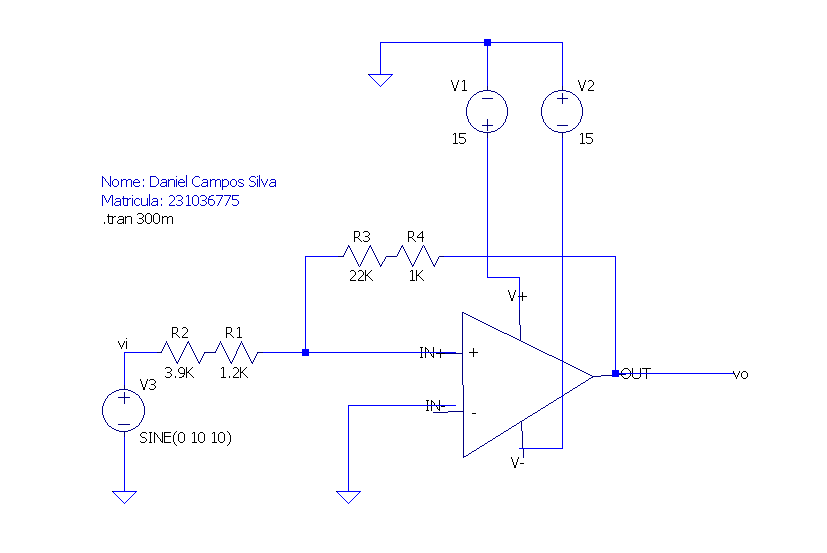 V1
V2
15
15
Nome: Daniel Campos Silva
Matricula: 231036775
.tran 300m
R3
R4
22K
1K
V+
vi
R2
R1
IN+
+
3.9K
1.2K
V3
OUT
vo
IN-
-
SINE(0 10 10)
V-